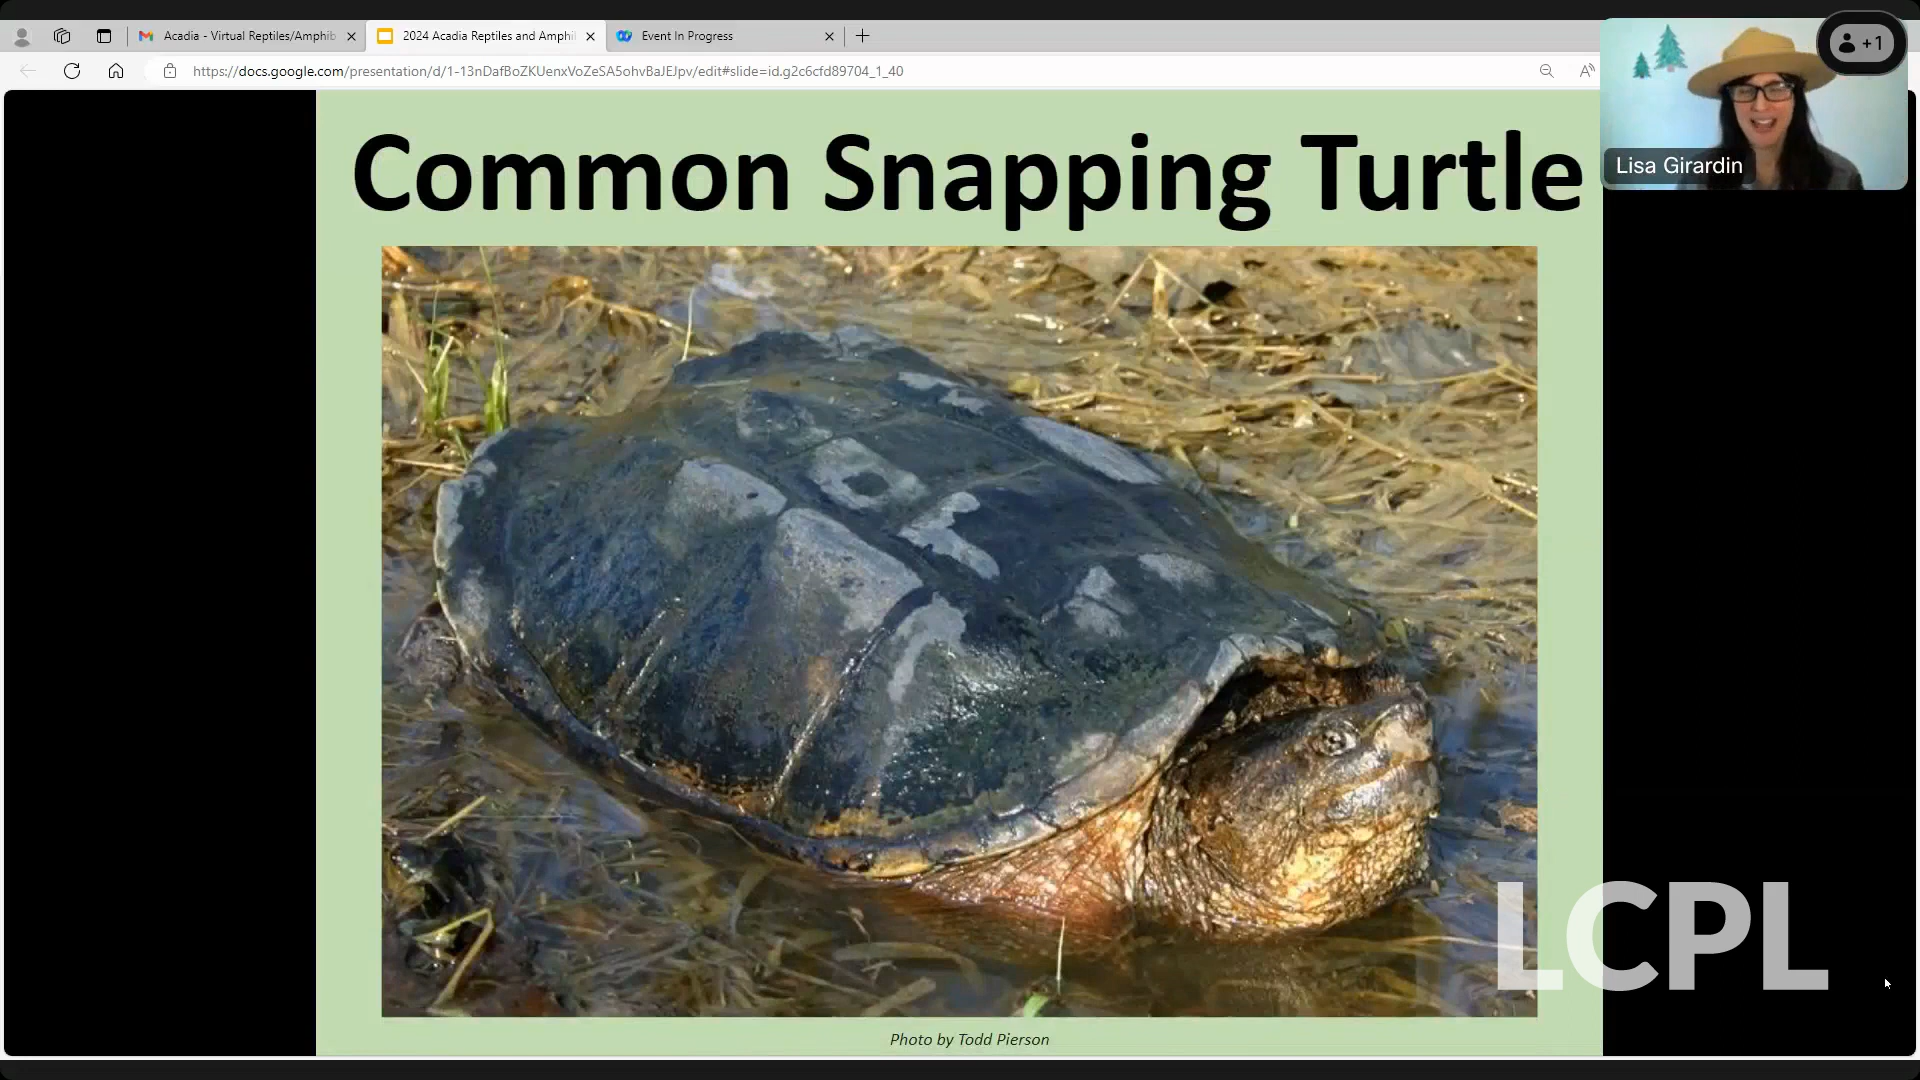 Acadia - Virtual Reptiles/Amphib
2024 Acadia Reptiles and Amphi
Event In Progress
https://docs.google.com/presentation/d/1-13nDafBoZKUenxVoZeSA5ohvBaJEJpv/edit#slide=id.g2c6cfd89704_1_40
+1
Lisa Girardin
Common Snapping Turtle
LCPL
Photo by Todd Pierson